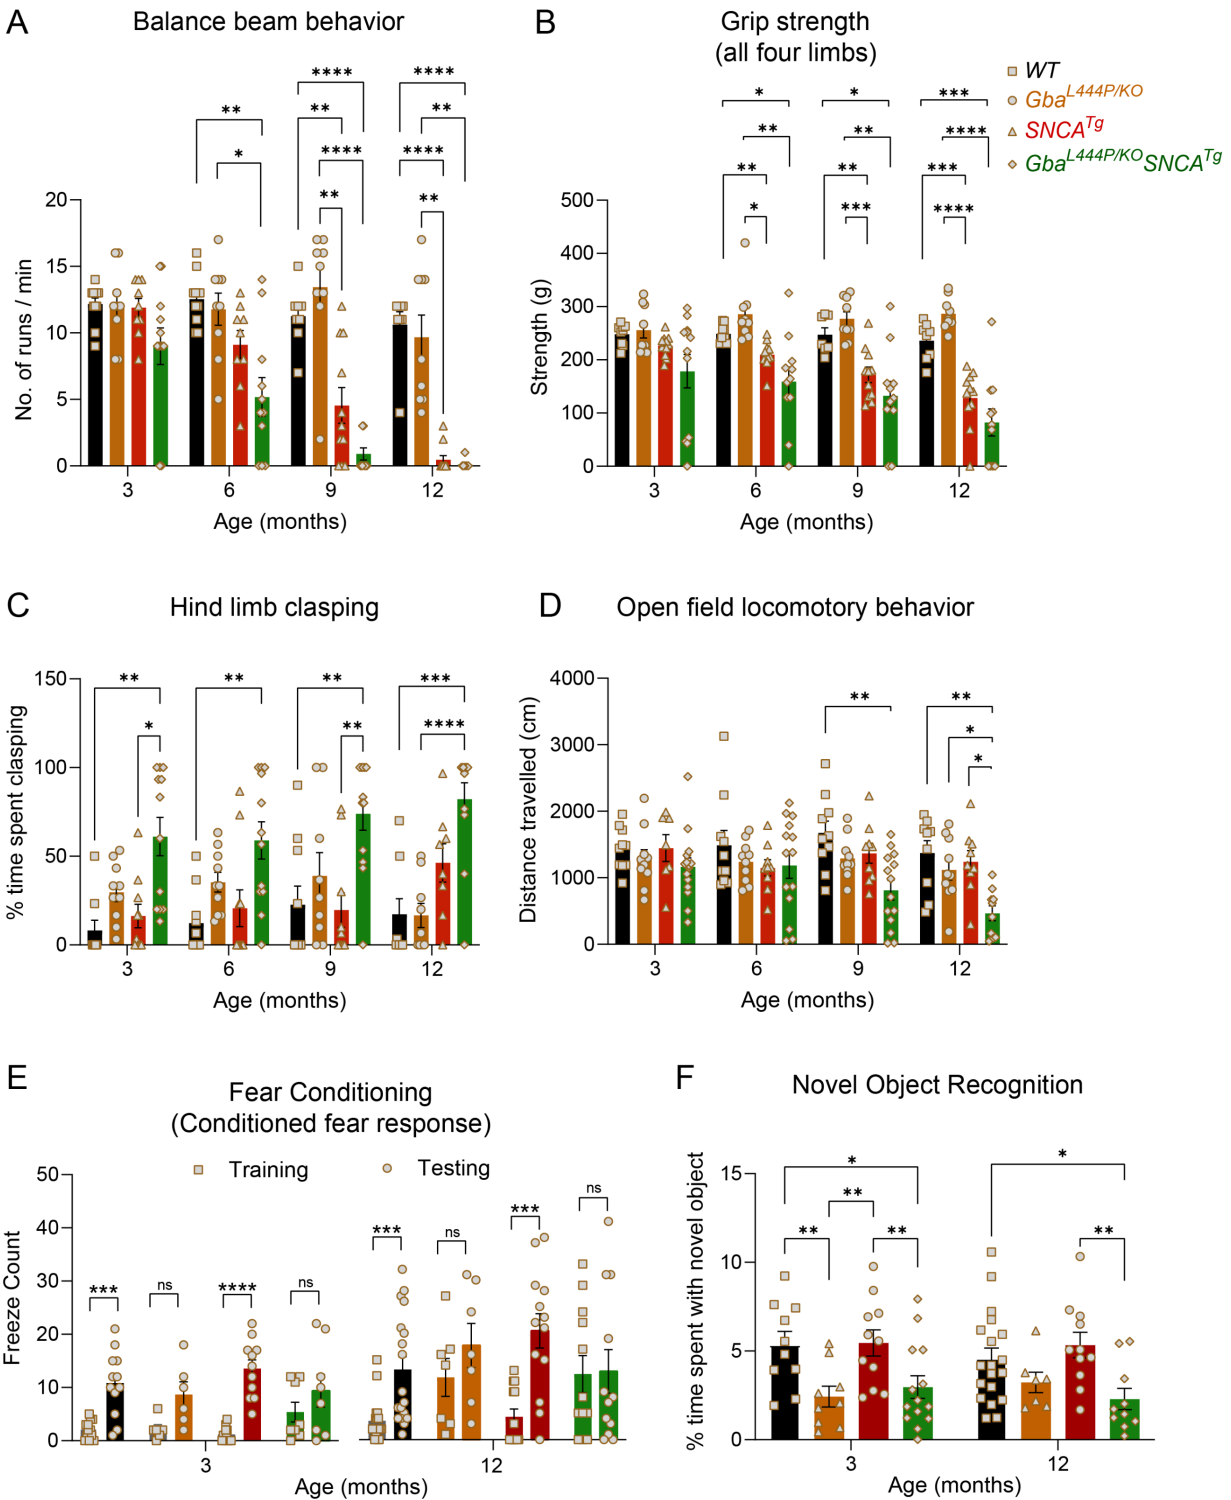 A
Balance beam behavior
No. of runs / min
20
15
10
5
0
**
*
****
**
****
**
****
**
****
**
3
6
9
12
Age (months)
B
Grip strength
(all four limbs)
WT
Gba^L444P/KO
SNCA^Tg
Gba^L444P/KO SNCA^Tg
Strength (g)
500
400
300
200
100
0
*
**
**
*
*
**
**
***
***
****
***
****
3
6
9
12
Age (months)
C
Hind limb clasping
% time spent clasping
150
100
50
0
**
*
**
**
**
***
****
3
6
9
12
Age (months)
D
Open field locomotory behavior
Distance travelled (cm)
4000
3000
2000
1000
0
**
**
*
*
3
6
9
12
Age (months)
E
Fear Conditioning
(Conditioned fear response)
Training
Testing
Freeze Count
50
40
30
20
10
0
***
ns
****
ns
***
ns
***
ns
3
12
Age (months)
F
Novel Object Recognition
% time spent with novel object
15
10
5
0
*
**
**
**
*
**
3
12
Age (months)